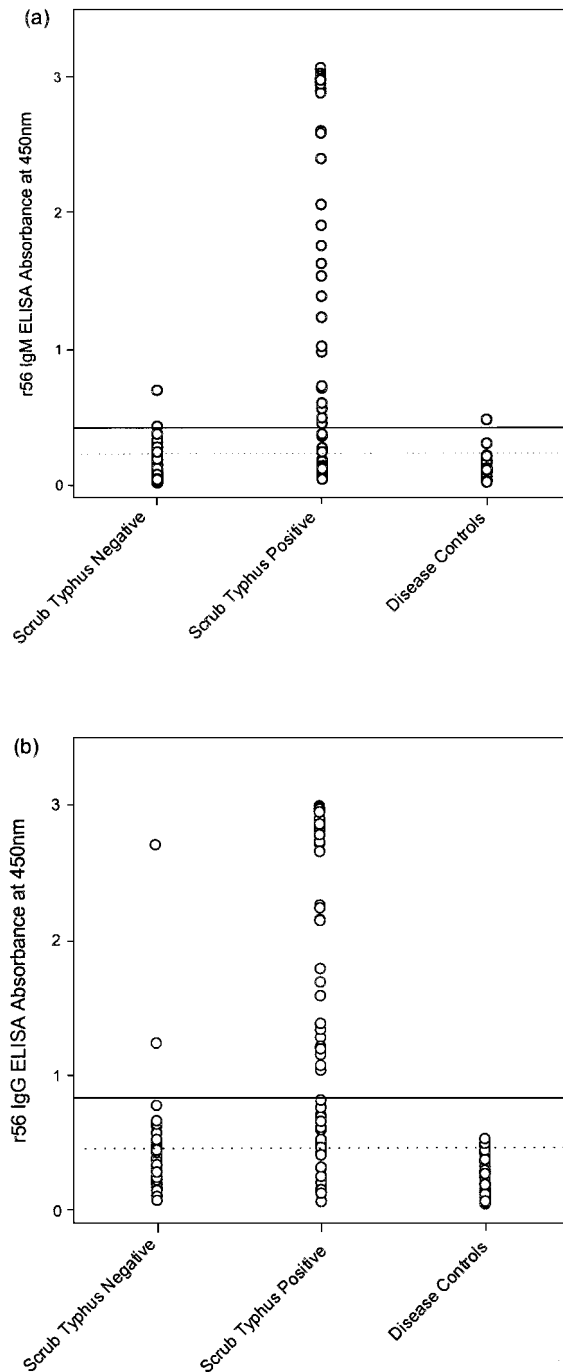 (a)
r56 IgM ELISA Absorbance at 450nm
3
2
1
0
Scrub Typhus Negative
Scrub Typhus Positive
Disease Controls
(b)
r56 IgG ELISA Absorbance at 450nm
3
2
1
0
Scrub Typhus Negative
Scrub Typhus Positive
Disease Controls